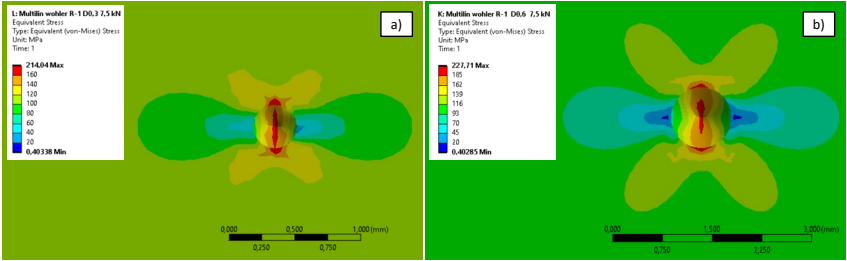 L: Multilin wohler R-1 D0,3 7,5 kN
Equivalent Stress
Type: Equivalent (von-Mises) Stress
Unit: MPa
Time: 1
214,04 Max
160
140
120
100
80
60
40
20
0,40338 Min
a)
0,000 0,500 1,000 (mm)
0,250 0,750
K: Multilin wohler R-1 D0,6 7,5 kN
Equivalent Stress
Type: Equivalent (von-Mises) Stress
Unit: MPa
Time: 1
227,71 Max
185
162
139
116
93
70
45
20
0,40285 Min
b)
0,000 1,500 3,000 (mm)
0,750 2,250